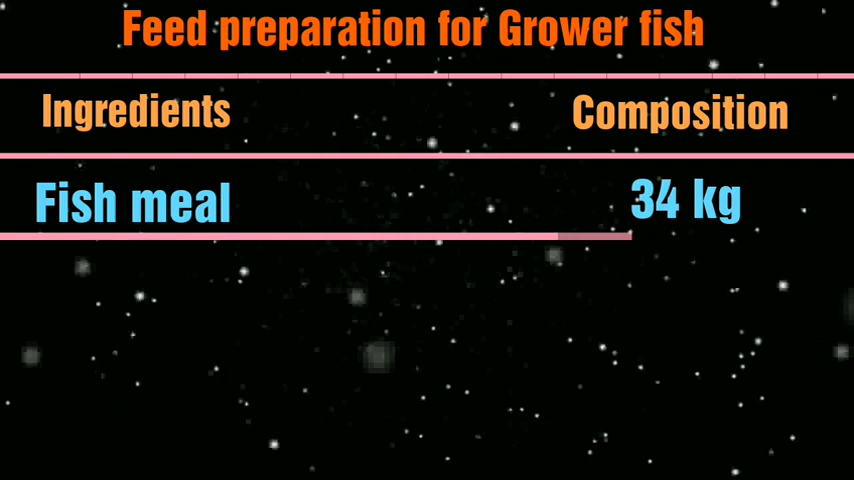 Feed preparation for Grower fish
Ingredients Composition
Fish meal 34 kg